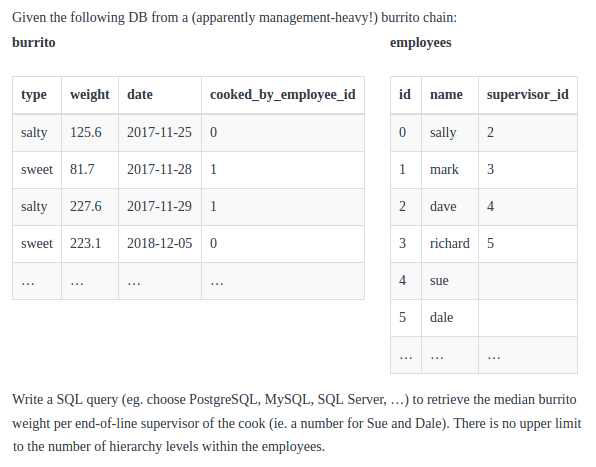 Given the following DB from a (apparently management-heavy!) burrito chain:
burrito employees
type weight date cooked_by_employee_id id name supervisor_id
salty 125.6 2017-11-25 0 0 sally 2
sweet 81.7 2017-11-28 1 1 mark 3
salty 227.6 2017-11-29 1 2 dave 4
sweet 223.1 2018-12-05 0 3 richard 5
… … … … 4 sue
5 dale
… … …
Write a SQL query (eg. choose PostgreSQL, MySQL, SQL Server, …) to retrieve the median burrito
weight per end-of-line supervisor of the cook (ie. a number for Sue and Dale). There is no upper limit
to the number of hierarchy levels within the employees.